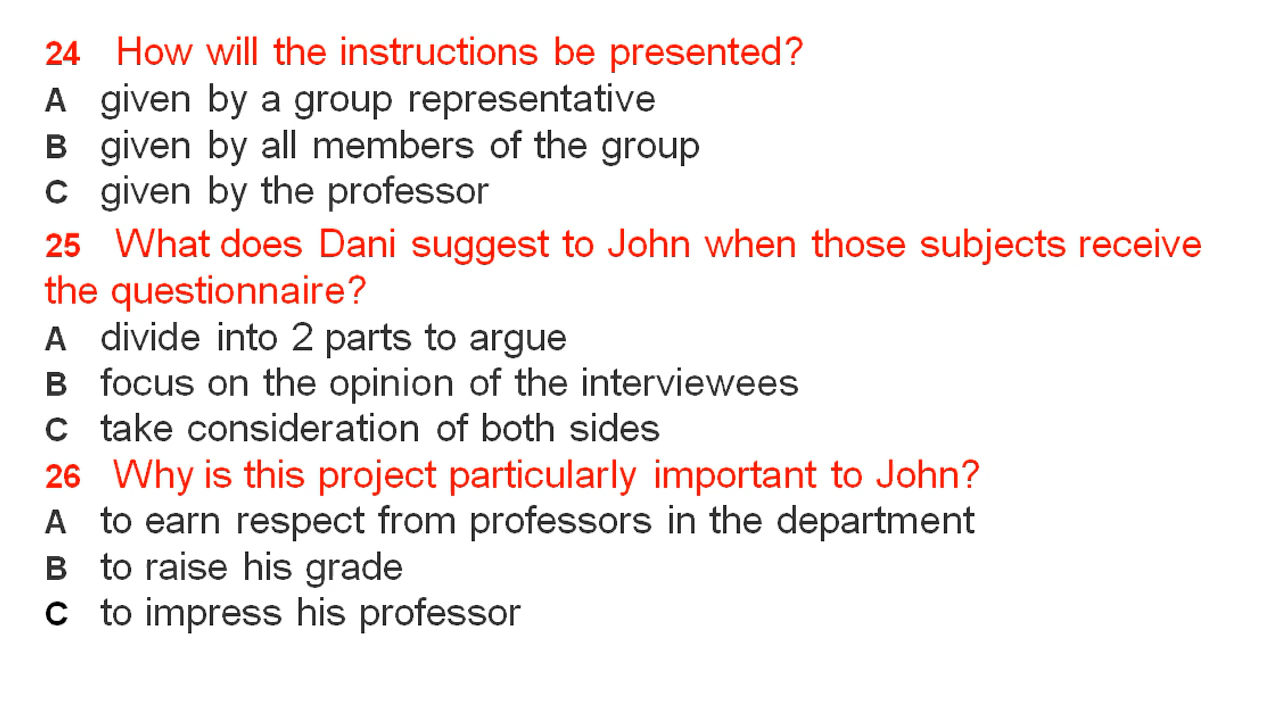 24 How will the instructions be presented?
A given by a group representative
B given by all members of the group
C given by the professor
25 What does Dani suggest to John when those subjects receive
the questionnaire?
A divide into 2 parts to argue
B focus on the opinion of the interviewees
C take consideration of both sides
26 Why is this project particularly important to John?
A to earn respect from professors in the department
B to raise his grade
C to impress his professor